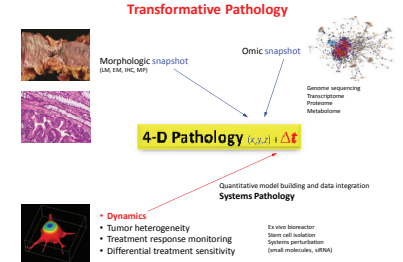 Transformative Pathology
Morphologic snapshot
(LM, EM, IHC, MP)
Omic snapshot
Genome sequencing
Transcriptome
Proteome
Metabolome
4-D Pathology (x,y,z) + Δt
Quantitative model building and data integration
Systems Pathology
• Dynamics
• Tumor heterogeneity
• Treatment response monitoring
• Differential treatment sensitivity
Ex vivo bioreactor
Stem cell isolation
Systems perturbation
(small molecules, siRNA)